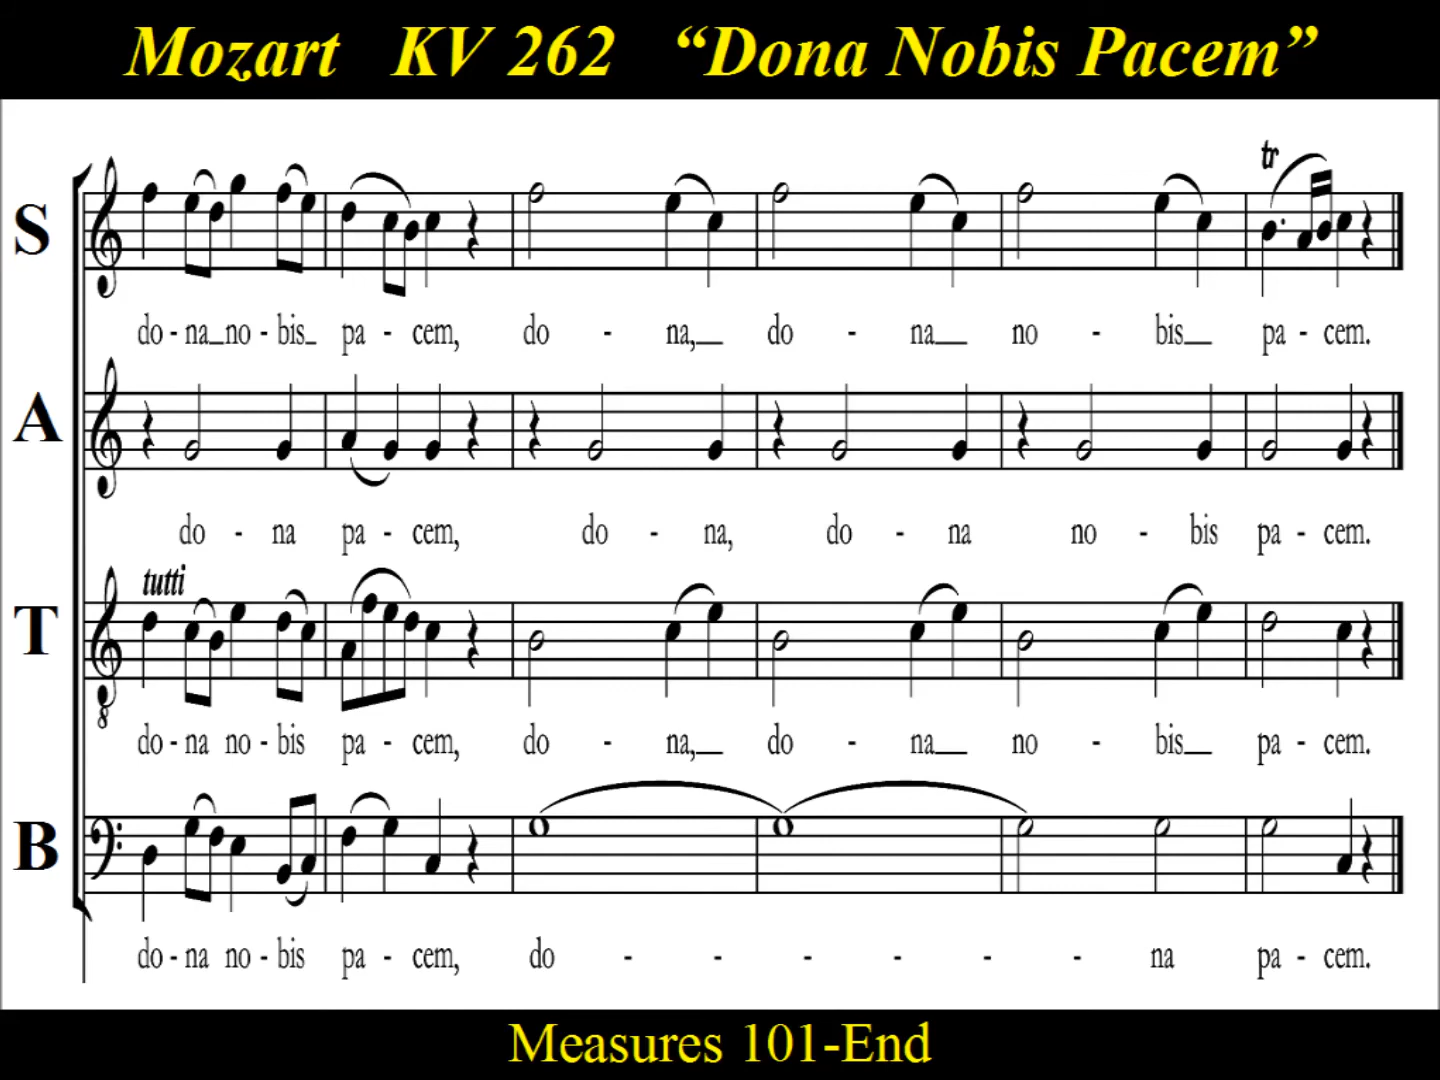 Mozart KV 262 “Dona Nobis Pacem”
tr
S
do - na_ no - bis_ pa - cem, do - na,_ do - na_ no - bis_ pa - cem.
A
do - na pa - cem, do - na, do - na no - bis pa - cem.
tutti
T
8
do - na no - bis pa - cem, do - na,_ do - na_ no - bis_ pa - cem.
B
do - na no - bis pa - cem, do - - - - - - na pa - cem.
Measures 101-End